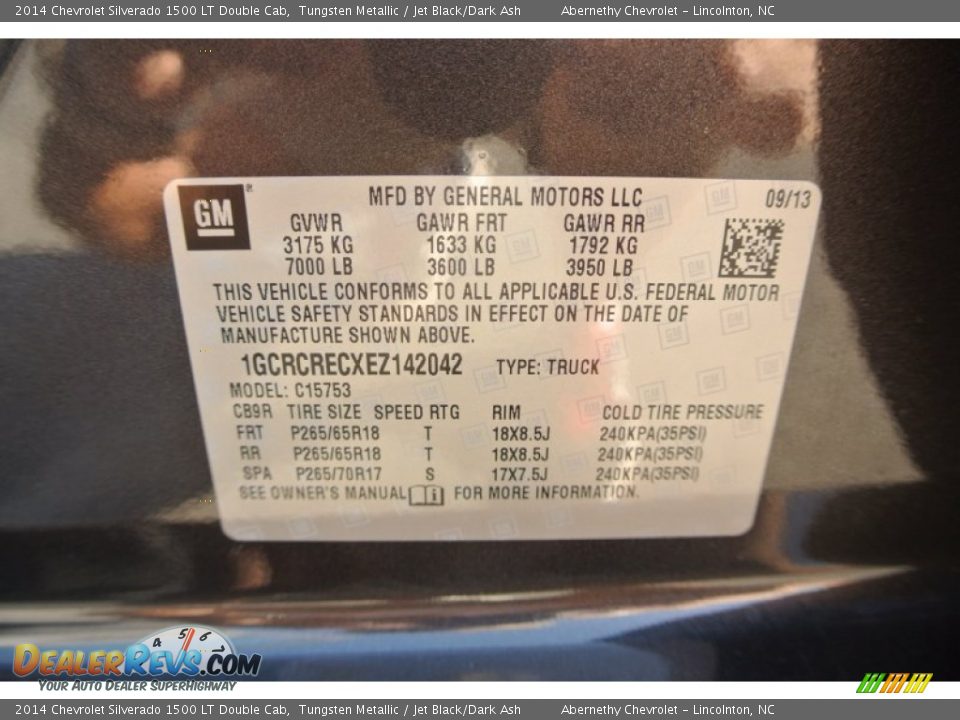 2014 Chevrolet Silverado 1500 LT Double Cab, Tungsten Metallic / Jet Black/Dark Ash Abernethy Chevrolet - Lincolnton, NC
GM
MFD BY GENERAL MOTORS LLC 09/13
GVWR GAWR FRT GAWR RR
3175 KG 1633 KG 1792 KG
7000 LB 3600 LB 3950 LB
THIS VEHICLE CONFORMS TO ALL APPLICABLE U.S. FEDERAL MOTOR
VEHICLE SAFETY STANDARDS IN EFFECT ON THE DATE OF
MANUFACTURE SHOWN ABOVE.
1GCRCRECXEZ142042 TYPE: TRUCK
MODEL: C15753
CB9R TIRE SIZE SPEED RTG RIM COLD TIRE PRESSURE
FRT P265/65R18 T 18X8.5J 240KPA(35PSI)
RR P265/65R18 T 18X8.5J 240KPA(35PSI)
SPA P265/70R17 S 17X7.5J 240KPA(35PSI)
SEE OWNER'S MANUAL FOR MORE INFORMATION.
4 5 6
DEALERREVS.COM
YOUR AUTO DEALER SUPERHIGHWAY
2014 Chevrolet Silverado 1500 LT Double Cab, Tungsten Metallic / Jet Black/Dark Ash Abernethy Chevrolet - Lincolnton, NC